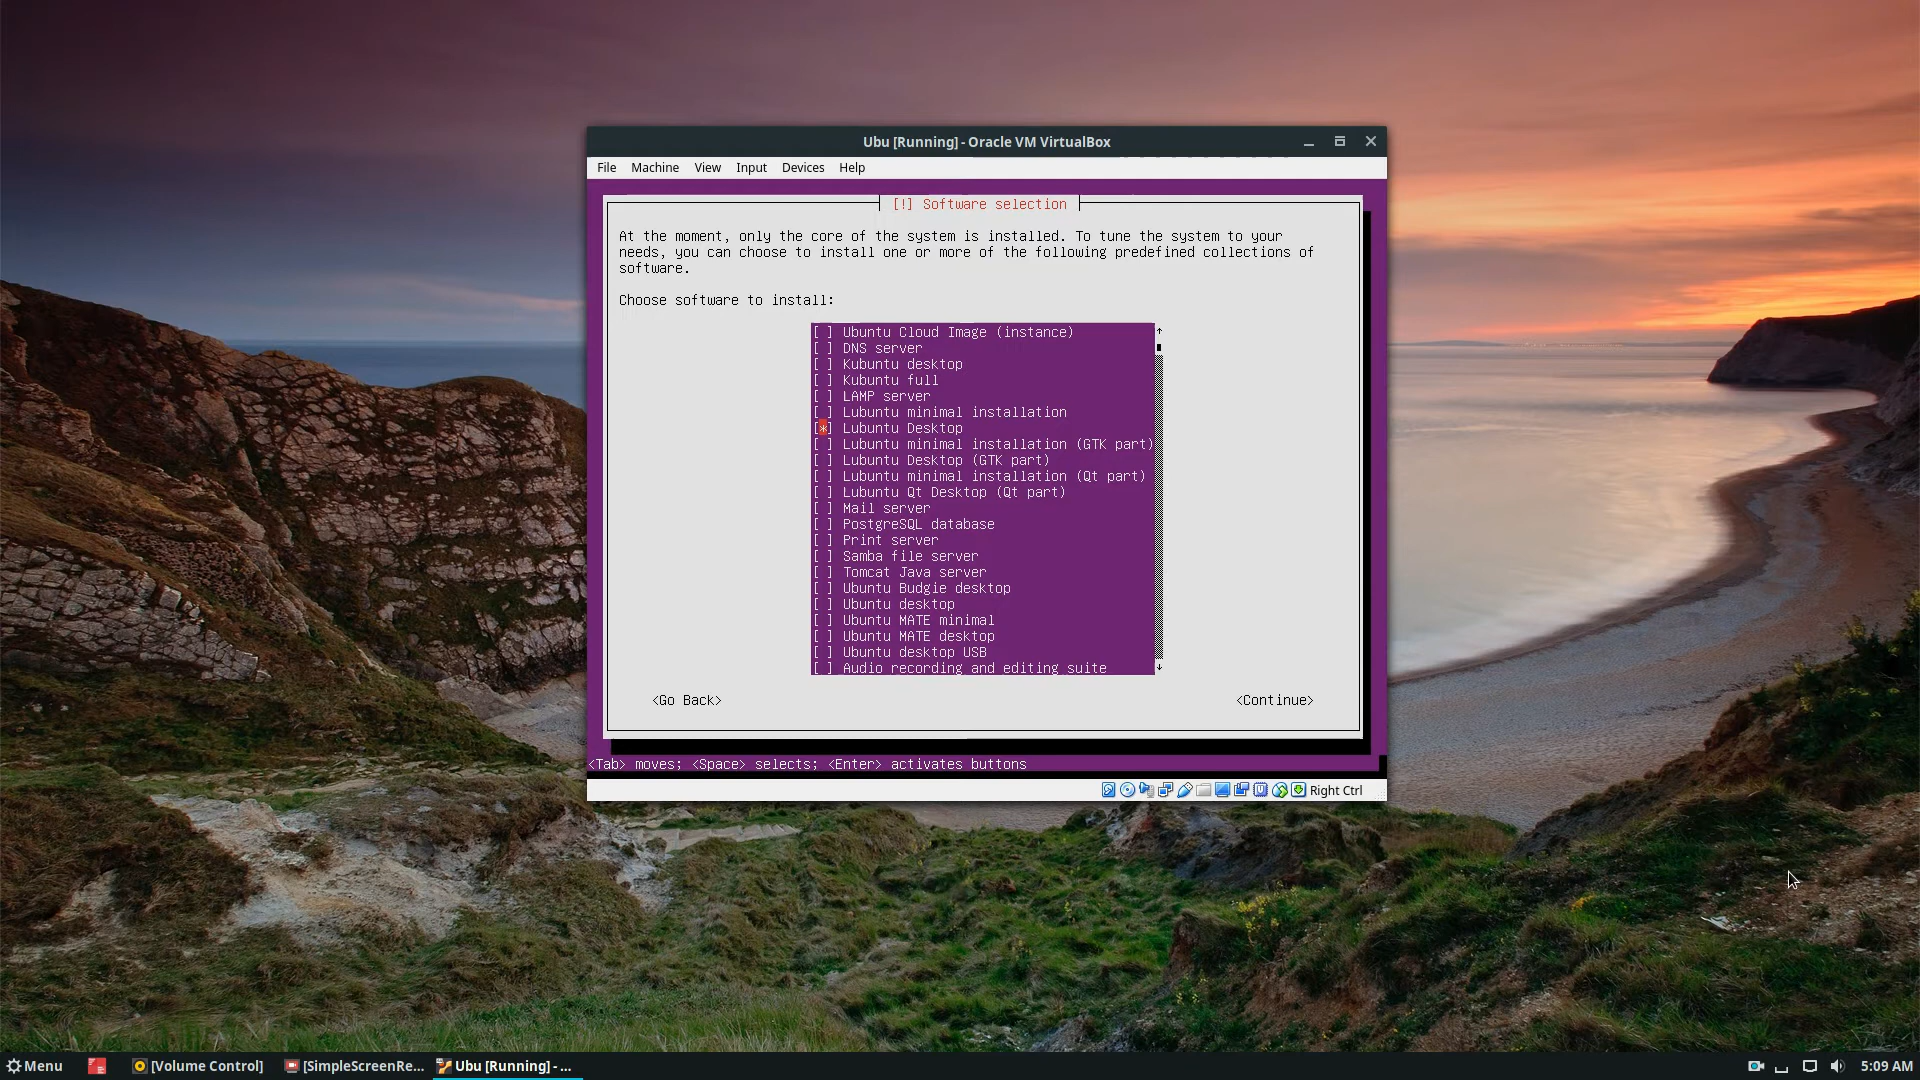 Ubu [Running] - Oracle VM VirtualBox
File Machine View Input Devices Help
[!] Software selection
At the moment, only the core of the system is installed. To tune the system to your
needs, you can choose to install one or more of the following predefined collections of
software.
Choose software to install:
[ ] Ubuntu Cloud Image (instance)
[ ] DNS server
[ ] Kubuntu desktop
[ ] Kubuntu full
[ ] LAMP server
[ ] Lubuntu minimal installation
[*] Lubuntu Desktop
[ ] Lubuntu minimal installation (GTK part)
[ ] Lubuntu Desktop (GTK part)
[ ] Lubuntu minimal installation (Qt part)
[ ] Lubuntu Qt Desktop (Qt part)
[ ] Mail server
[ ] PostgreSQL database
[ ] Print server
[ ] Samba file server
[ ] Tomcat Java server
[ ] Ubuntu Budgie desktop
[ ] Ubuntu desktop
[ ] Ubuntu MATE minimal
[ ] Ubuntu MATE desktop
[ ] Ubuntu desktop USB
[ ] Audio recording and editing suite
<Go Back> <Continue>
<Tab> moves; <Space> selects; <Enter> activates buttons
Right Ctrl
Menu [Volume Control] [SimpleScreenRe... Ubu [Running] - ... 5:09 AM